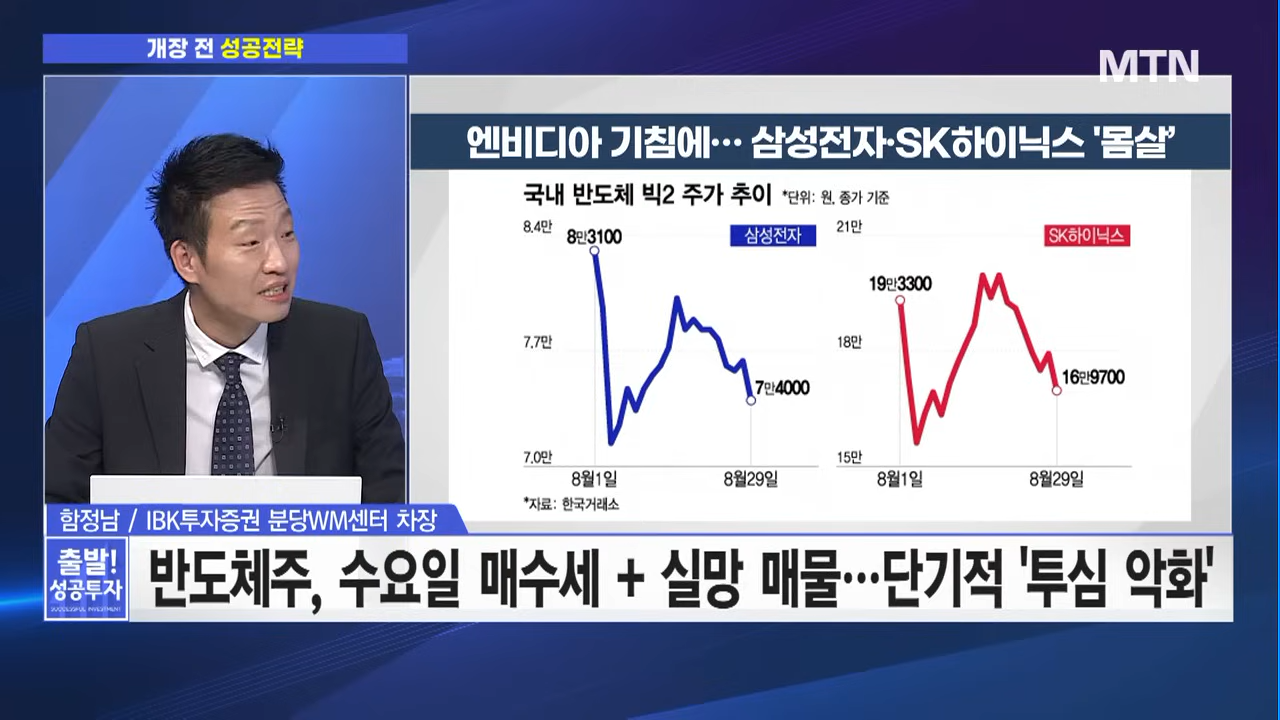 개장 전 성공전략
MTN
엔비디아 기침에… 삼성전자·SK하이닉스 '몸살'
국내 반도체 빅2 주가 추이 *단위: 원, 종가 기준
8.4만
8만3100
삼성전자
7.7만
7만4000
7.0만
8월1일
8월29일
21만
SK하이닉스
19만3300
18만
16만9700
15만
8월1일
8월29일
*자료: 한국거래소
함정남 / IBK투자증권 분당WM센터 차장
출발!
성공투자
SUCCESSFUL INVESTMENT
반도체주, 수요일 매수세 + 실망 매물…단기적 '투심 악화'